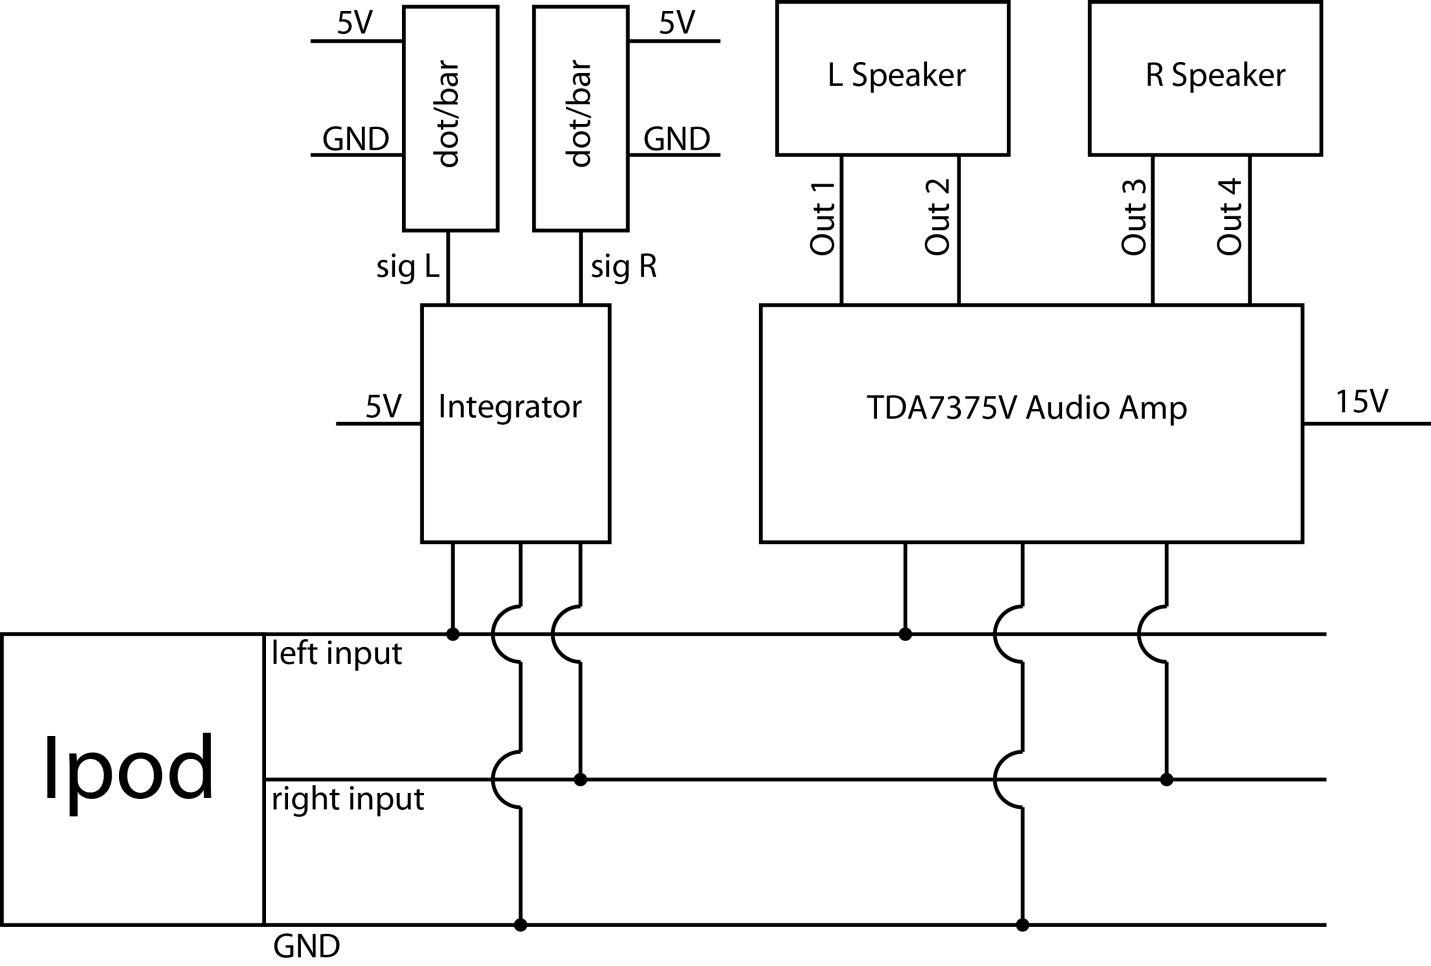 5V
5V
L Speaker
R Speaker
dot/bar
dot/bar
GND
GND
Out 1
Out 2
Out 3
Out 4
sig L
sig R
5V
Integrator
TDA7375V Audio Amp
15V
left input
Ipod
right input
GND